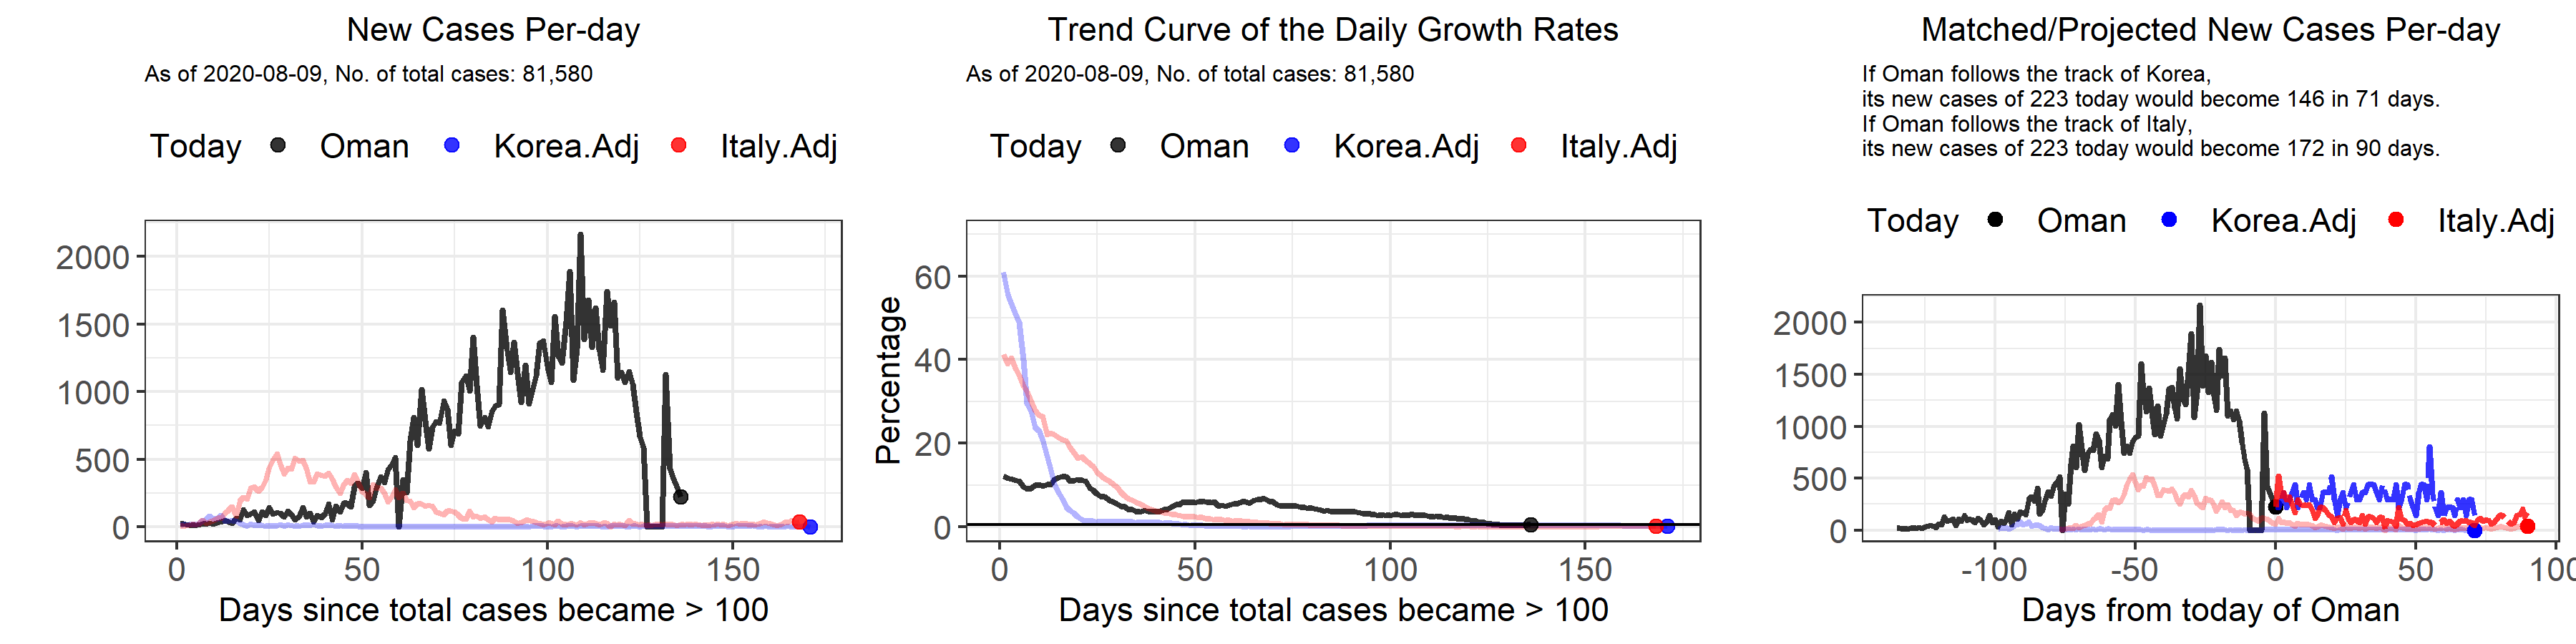 New Cases Per-day
As of 2020-08-09, No. of total cases: 81,580
Today Oman Korea.Adj Italy.Adj
2000
1500
1000
500
0
0 50 100 150
Days since total cases became > 100
Trend Curve of the Daily Growth Rates
As of 2020-08-09, No. of total cases: 81,580
Today Oman Korea.Adj Italy.Adj
Percentage
60
40
20
0
0 50 100 150
Days since total cases became > 100
Matched/Projected New Cases Per-day
If Oman follows the track of Korea,
its new cases of 223 today would become 146 in 71 days.
If Oman follows the track of Italy,
its new cases of 223 today would become 172 in 90 days.
Today Oman Korea.Adj Italy.Adj
2000
1500
1000
500
0
-100 -50 0 50 100
Days from today of Oman